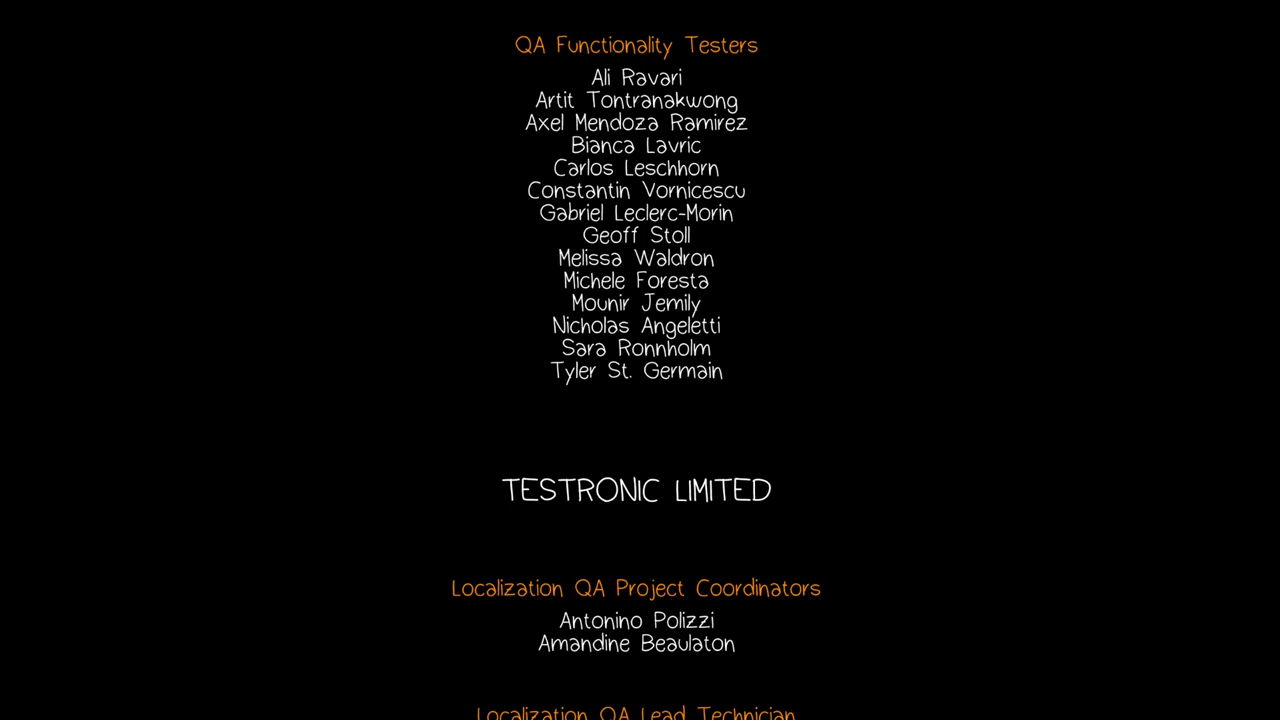 QA Functionality Testers
Ali Ravari
Artit Tontranakwong
Axel Mendoza Ramirez
Bianca Lavric
Carlos Leschhorn
Constantin Vornicescu
Gabriel Leclerc-Morin
Geoff Stoll
Melissa Waldron
Michele Foresta
Mounir Jemily
Nicholas Angeletti
Sara Ronnholm
Tyler St. Germain
TESTRONIC LIMITED
Localization QA Project Coordinators
Antonino Polizzi
Amandine Beaulaton
Localization QA Lead Technician